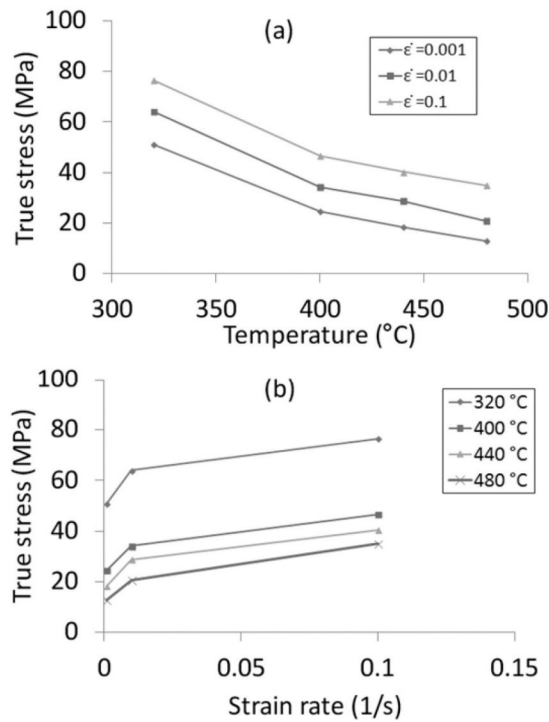 (a)
ε˙=0.001
ε˙=0.01
ε˙=0.1
True stress (MPa)
100
80
60
40
20
0
300 350 400 450 500
Temperature (°C)
(b)
320 °C
400 °C
440 °C
480 °C
True stress (MPa)
100
80
60
40
20
0
0 0.05 0.1 0.15
Strain rate (1/s)